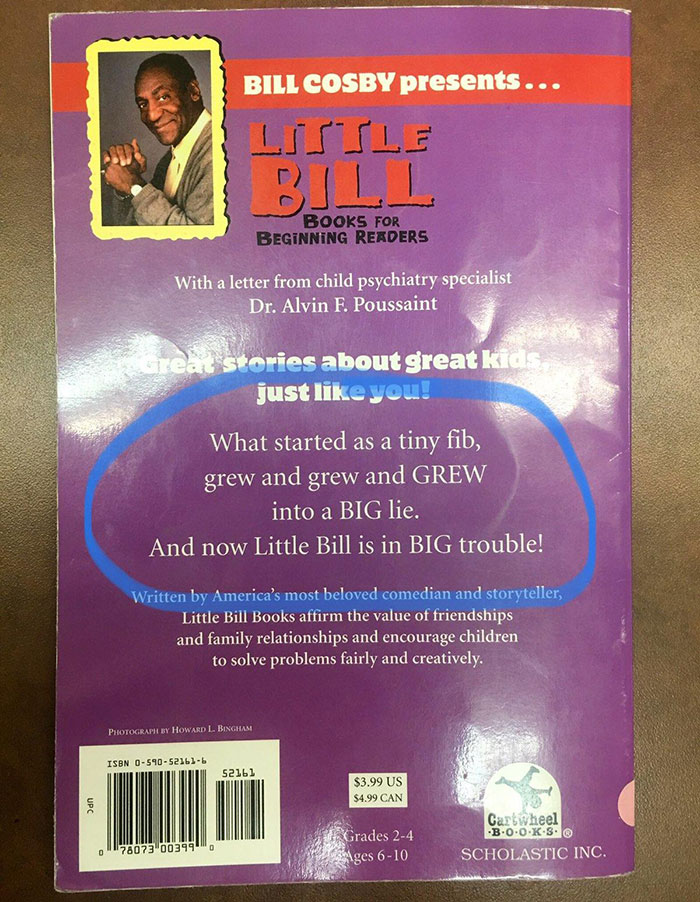 BILL COSBY presents...
LITTLE
BILL
BOOKS FOR
BEGINNING READERS
With a letter from child psychiatry specialist
Dr. Alvin F. Poussaint
Great stories about great kids,
just like you!
What started as a tiny fib,
grew and grew and GREW
into a BIG lie.
And now Little Bill is in BIG trouble!
Written by America's most beloved comedian and storyteller,
Little Bill Books affirm the value of friendships
and family relationships and encourage children
to solve problems fairly and creatively.
PHOTOGRAPH BY HOWARD L. BINGHAM
ISBN 0-590-52161-6
52161
UPC
0 78073 00399 0
$3.99 US
$4.99 CAN
Grades 2-4
Ages 6-10
Cartwheel
·B·O·O·K·S· ®
SCHOLASTIC INC.